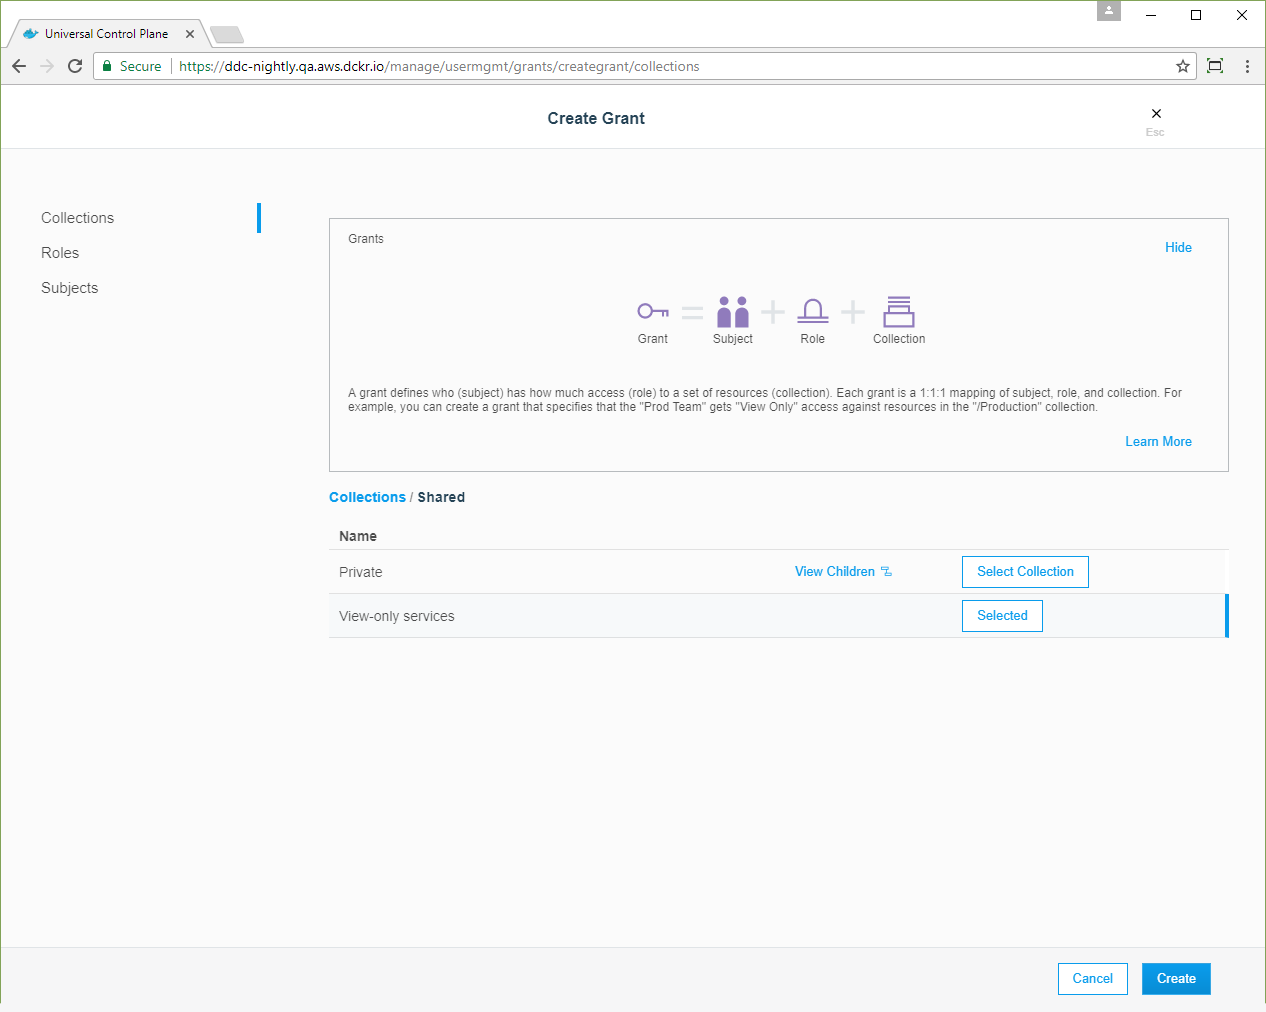 Universal Control Plane
Secure
https://ddc-nightly.qa.aws.dckr.io/manage/usermgmt/grants/creategrant/collections
Create Grant
Esc
Collections
Roles
Subjects
Grants
Hide
Grant
Subject
Role
Collection
A grant defines who (subject) has how much access (role) to a set of resources (collection). Each grant is a 1:1:1 mapping of subject, role, and collection. For
example, you can create a grant that specifies that the "Prod Team" gets "View Only" access against resources in the "/Production" collection.
Learn More
Collections / Shared
Name
Private View Children Select Collection
View-only services Selected
Cancel Create